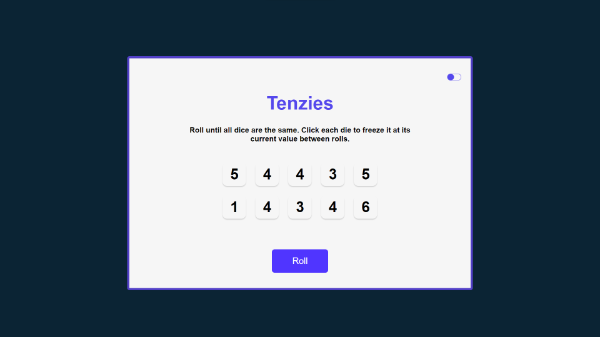 Tenzies
Roll until all dice are the same. Click each die to freeze it at its
current value between rolls.
5 4 4 3 5
1 4 3 4 6
Roll